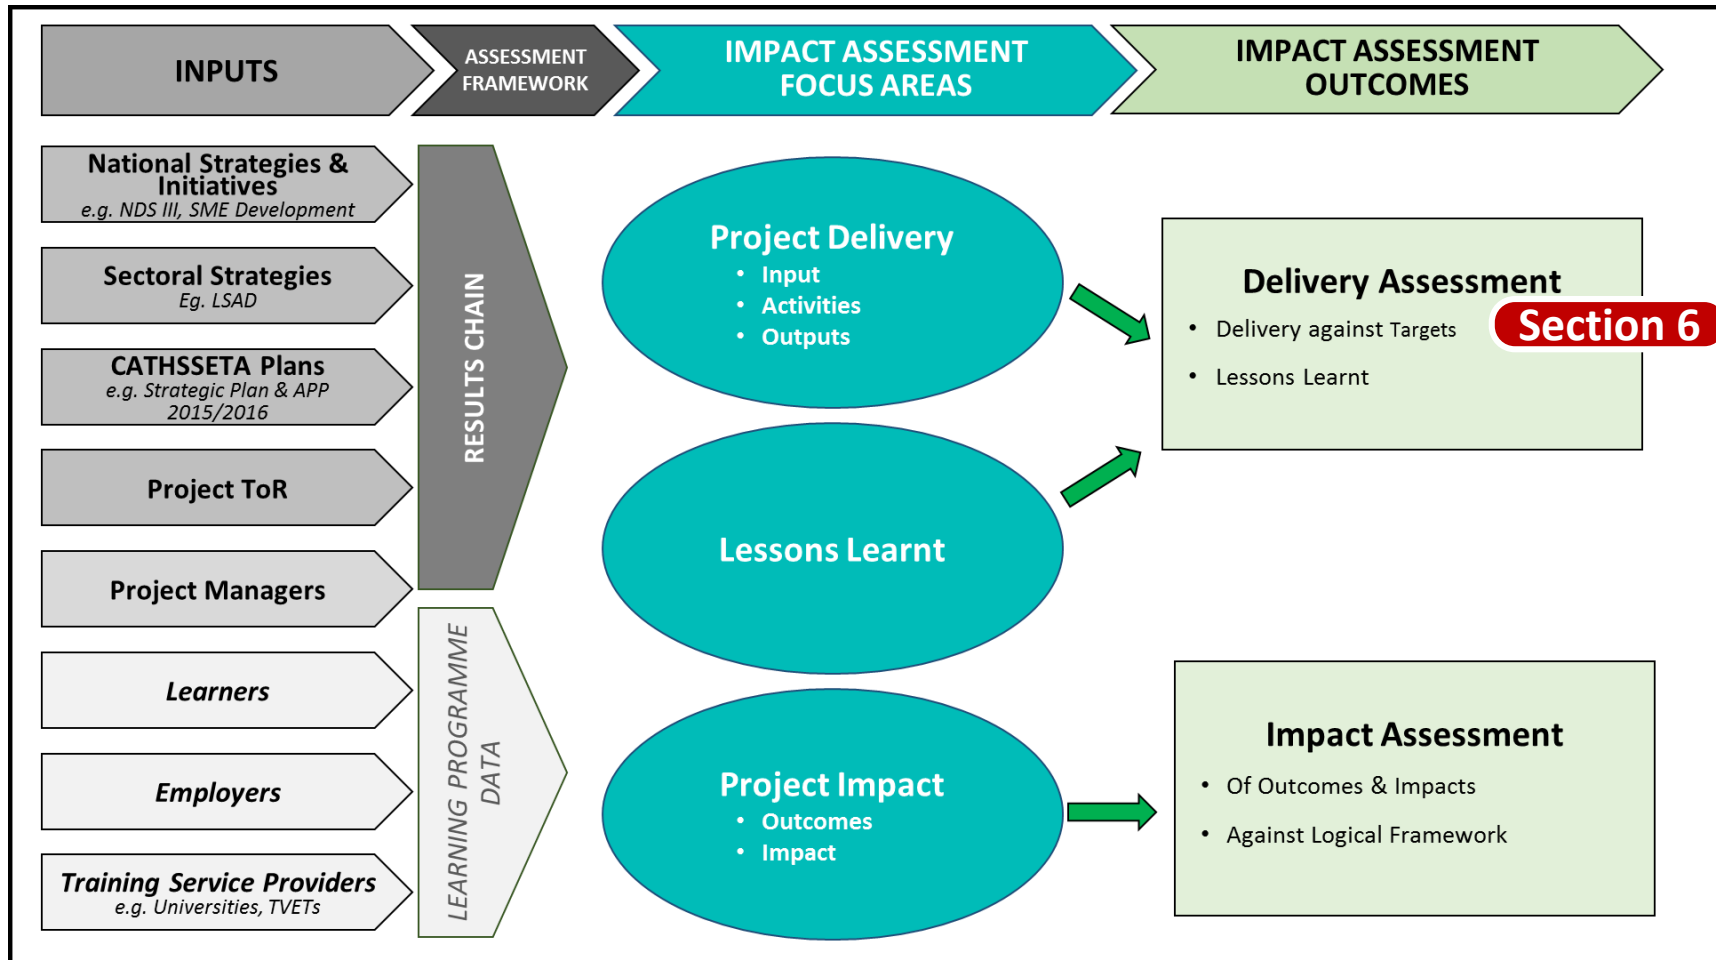 INPUTS
ASSESSMENT
FRAMEWORK
IMPACT ASSESSMENT
FOCUS AREAS
IMPACT ASSESSMENT
OUTCOMES
National Strategies &
Initiatives
e.g. NDS III, SME Development
Sectoral Strategies
Eg. LSAD
CATHSSETA Plans
e.g. Strategic Plan & APP
2015/2016
Project ToR
Project Managers
Learners
Employers
Training Service Providers
e.g. Universities, TVETs
RESULTS CHAIN
LEARNING PROGRAMME
DATA
Project Delivery
• Input
• Activities
• Outputs
Lessons Learnt
Project Impact
• Outcomes
• Impact
Delivery Assessment
• Delivery against Targets
• Lessons Learnt
Section 6
Impact Assessment
• Of Outcomes & Impacts
• Against Logical Framework